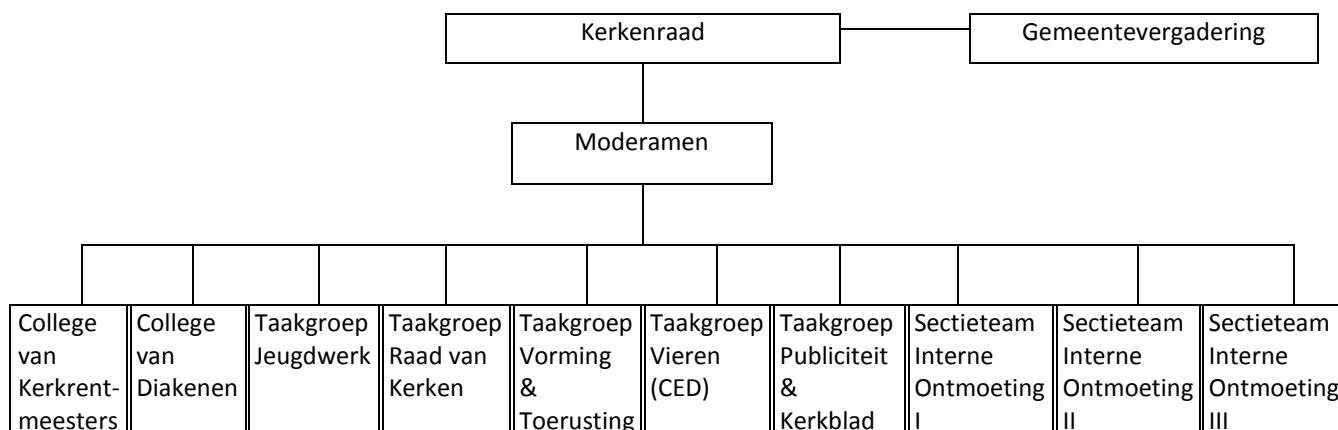 Kerkenraad
Gemeentevergadering
Moderamen
College
van
Kerkrent-
meesters
College
van
Diakenen
Taakgroep
Jeugdwerk
Taakgroep
Raad van
Kerken
Taakgroep
Vorming
&
Toerusting
Taakgroep
Vieren
(CED)
Taakgroep
Publiciteit
&
Kerkblad
Sectieteam
Interne
Ontmoeting
I
Sectieteam
Interne
Ontmoeting
II
Sectieteam
Interne
Ontmoeting
III